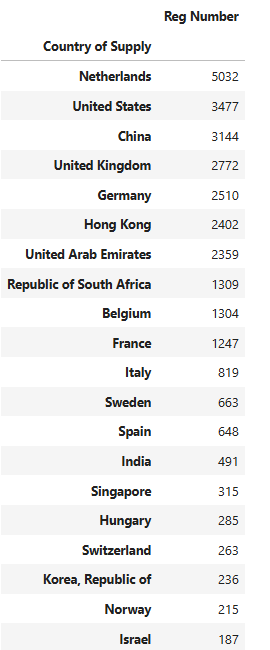 Reg Number
Country of Supply
Netherlands 5032
United States 3477
China 3144
United Kingdom 2772
Germany 2510
Hong Kong 2402
United Arab Emirates 2359
Republic of South Africa 1309
Belgium 1304
France 1247
Italy 819
Sweden 663
Spain 648
India 491
Singapore 315
Hungary 285
Switzerland 263
Korea, Republic of 236
Norway 215
Israel 187